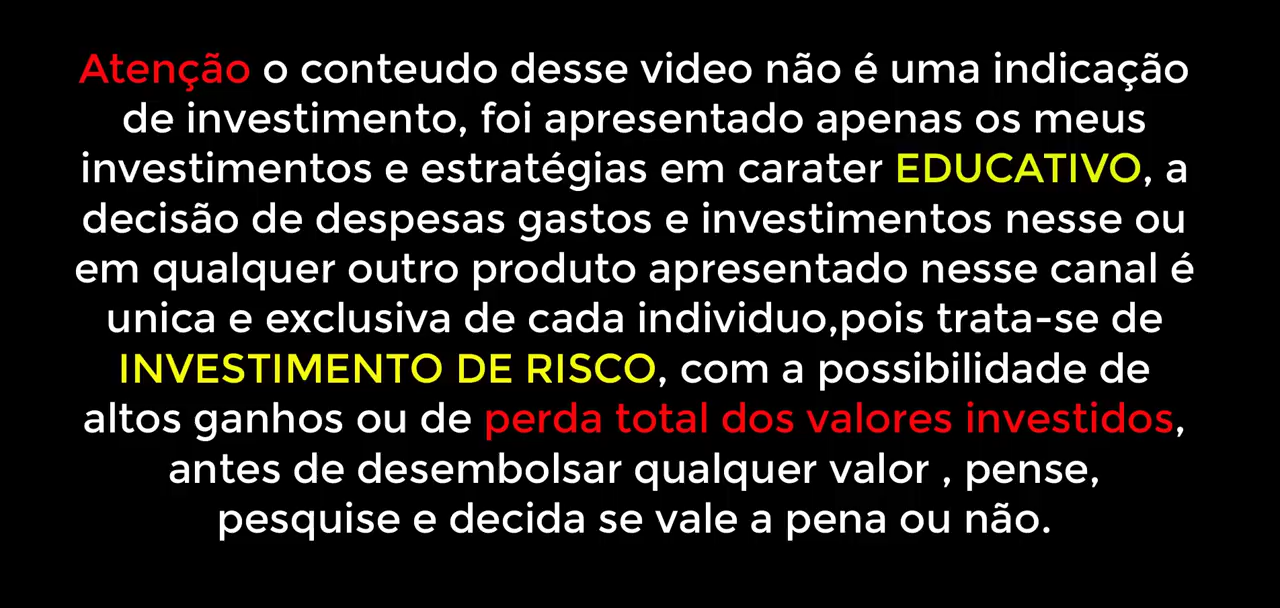 Atenção o conteudo desse video não é uma indicação
de investimento, foi apresentado apenas os meus
investimentos e estratégias em carater EDUCATIVO, a
decisão de despesas gastos e investimentos nesse ou
em qualquer outro produto apresentado nesse canal é
unica e exclusiva de cada individuo,pois trata-se de
INVESTIMENTO DE RISCO, com a possibilidade de
altos ganhos ou de perda total dos valores investidos,
antes de desembolsar qualquer valor , pense,
pesquise e decida se vale a pena ou não.